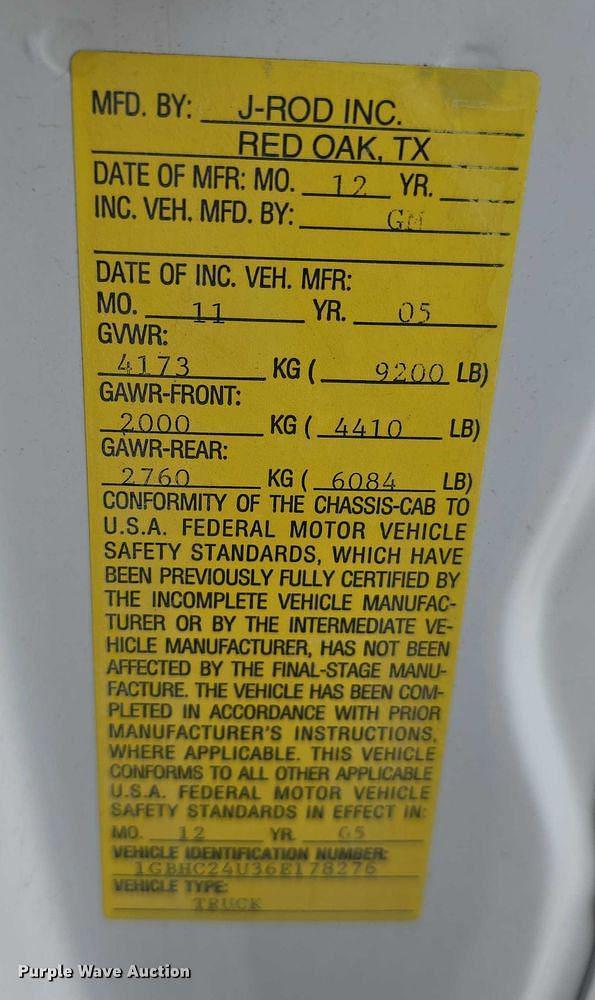 MFD. BY: J-ROD INC.
RED OAK, TX
DATE OF MFR: MO. 12 YR.
INC. VEH. MFD. BY: GM
DATE OF INC. VEH. MFR:
MO. 11 YR. 05
GVWR:
4173 KG ( 9200 LB)
GAWR-FRONT:
2000 KG ( 4410 LB)
GAWR-REAR:
2760 KG ( 6084 LB)
CONFORMITY OF THE CHASSIS-CAB TO
U.S.A. FEDERAL MOTOR VEHICLE
SAFETY STANDARDS, WHICH HAVE
BEEN PREVIOUSLY FULLY CERTIFIED BY
THE INCOMPLETE VEHICLE MANUFAC-
TURER OR BY THE INTERMEDIATE VE-
HICLE MANUFACTURER, HAS NOT BEEN
AFFECTED BY THE FINAL-STAGE MANU-
FACTURE. THE VEHICLE HAS BEEN COM-
PLETED IN ACCORDANCE WITH PRIOR
MANUFACTURER'S INSTRUCTIONS,
WHERE APPLICABLE. THIS VEHICLE
CONFORMS TO ALL OTHER APPLICABLE
U.S.A. FEDERAL MOTOR VEHICLE
SAFETY STANDARDS IN EFFECT IN:
MO. 12 YR. 05
VEHICLE IDENTIFICATION NUMBER:
1GBHC24U36E178276
VEHICLE TYPE:
TRUCK
Purple Wave Auction